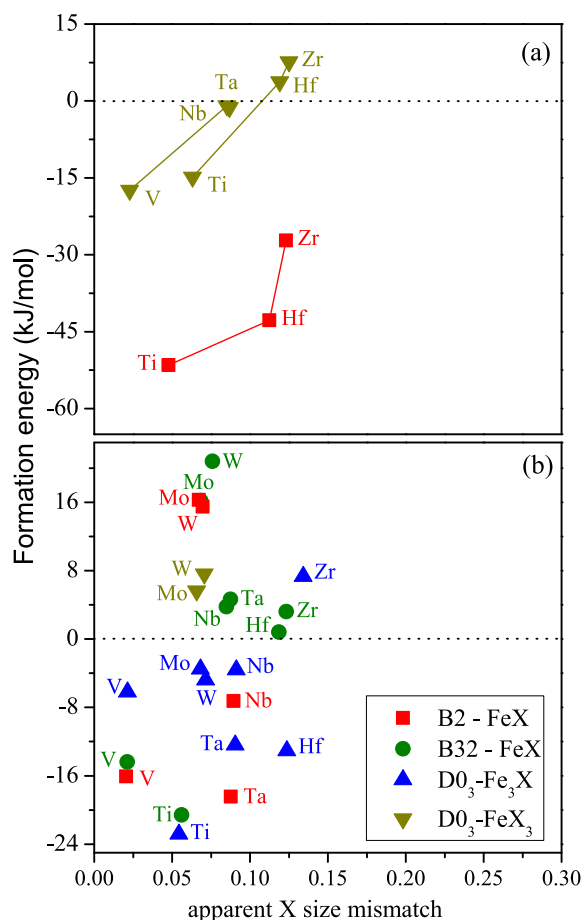 15
0
-15
-30
-45
-60
(a)
Zr
Ta
Hf
Nb
Ti
V
Zr
Hf
Ti
Formation energy (kJ/mol)
(b)
16
8
0
-8
-16
-24
W
Mo
Mo
W
W
Mo
Zr
Ta
Nb
Zr
Hf
Mo
Nb
V
W
Nb
Ta
Hf
V
V
Ta
Ti
Ti
B2 - FeX
B32 - FeX
D0₃-Fe₃X
D0₃-FeX₃
0.00 0.05 0.10 0.15 0.20 0.25 0.30
apparent X size mismatch